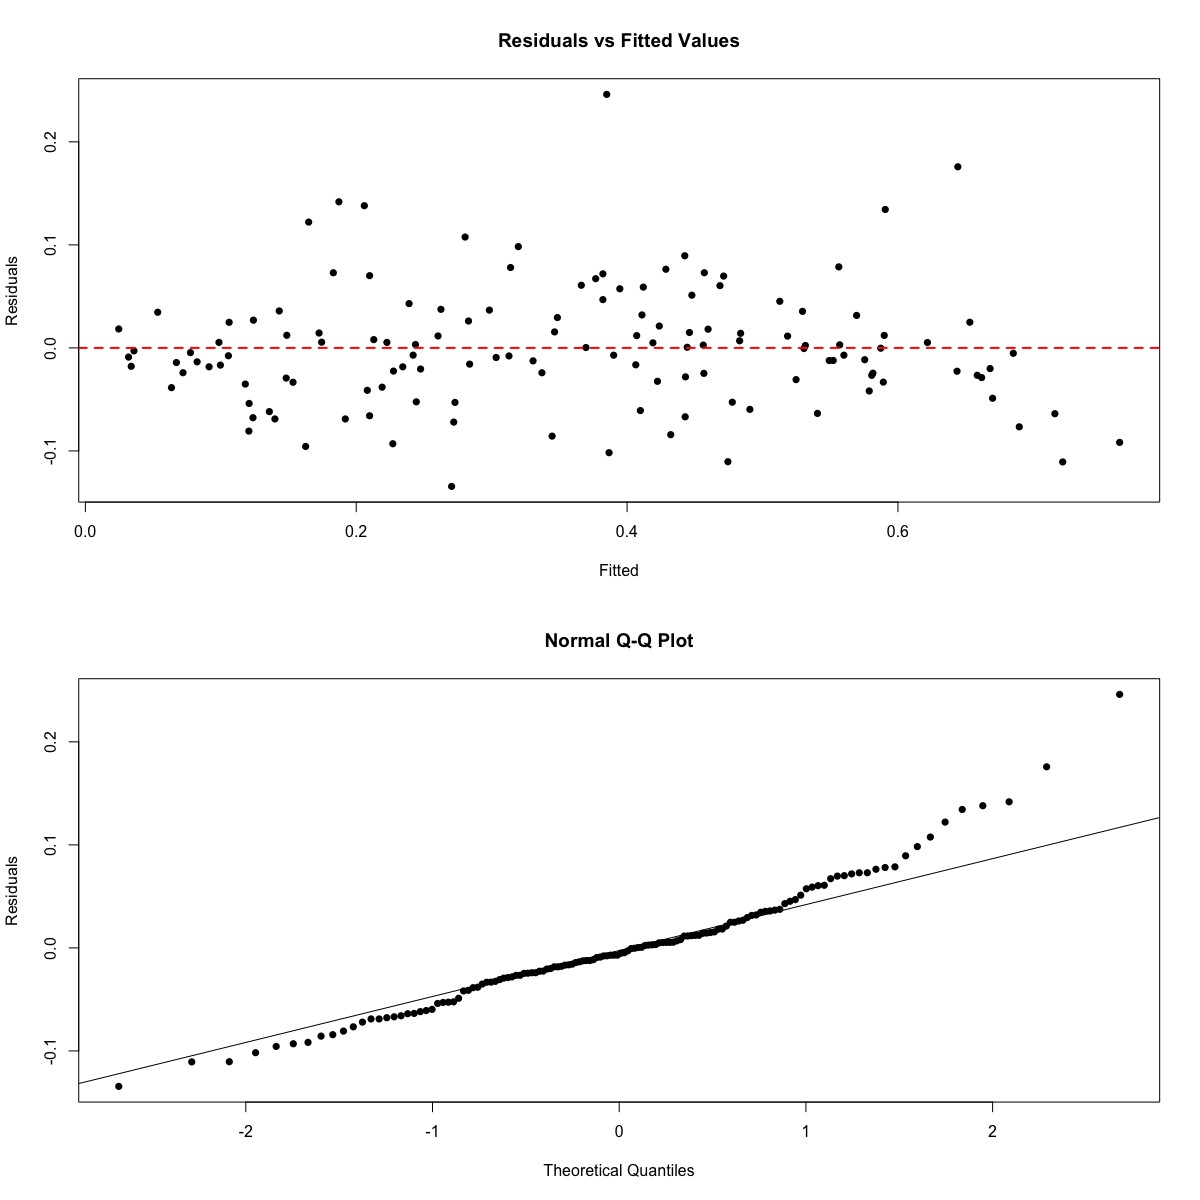 Residuals vs Fitted Values
Residuals
0.2
0.1
0.0
-0.1
0.0 0.2 0.4 0.6
Fitted
Normal Q-Q Plot
Residuals
0.2
0.1
0.0
-0.1
-2 -1 0 1 2
Theoretical Quantiles